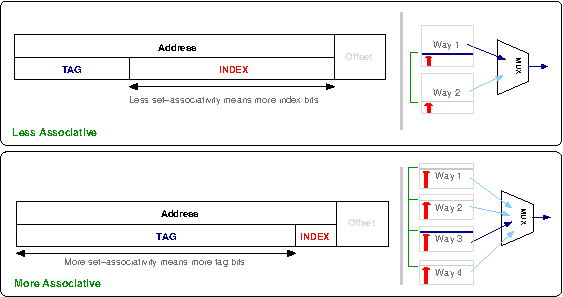 Address
Offset
TAG
INDEX
Less set-associativity means more index bits
Less Associative
Way 1
Way 2
MUX
Address
Offset
TAG
INDEX
More set-associativity means more tag bits
More Associative
Way 1
Way 2
Way 3
Way 4
MUX